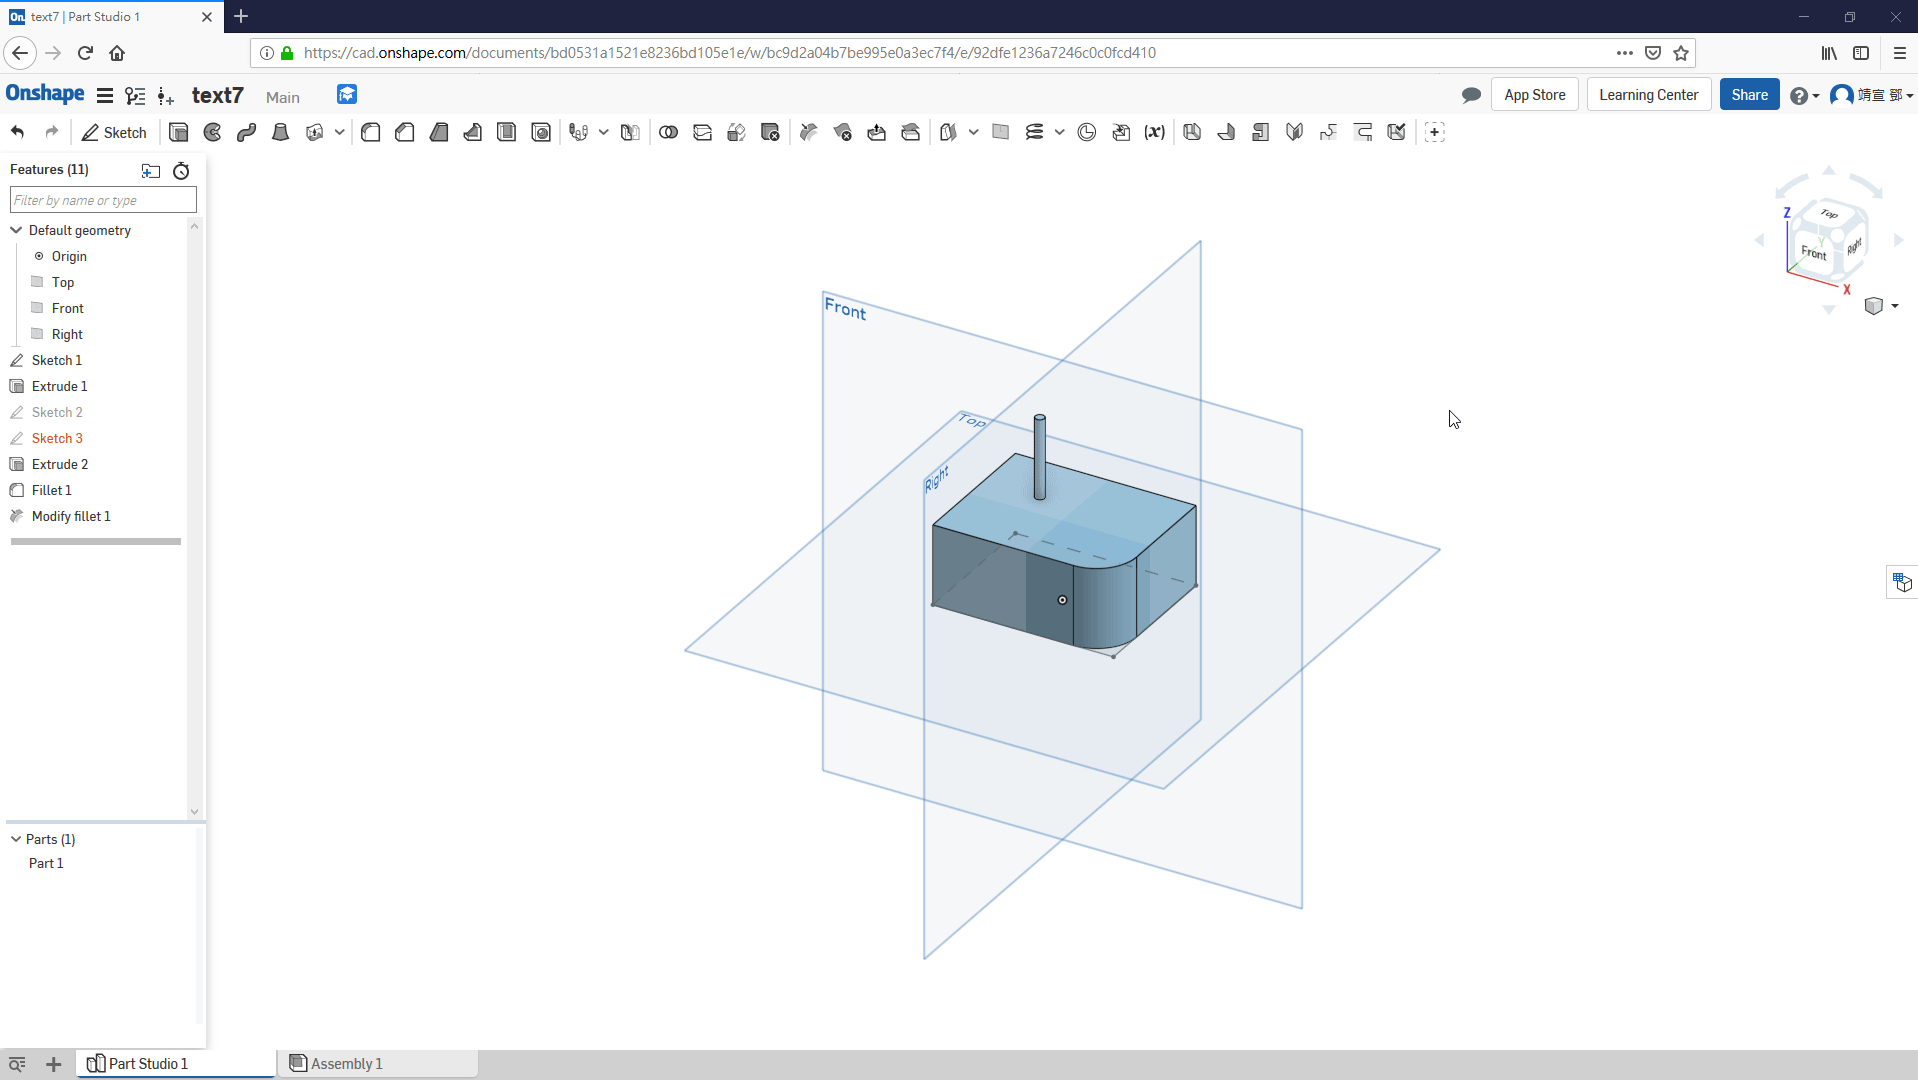 text7 | Part Studio 1
https://cad.onshape.com/documents/bd0531a1521e8236bd105e1e/w/bc9d2a04b7be995e0a3ec7f4/e/92dfe1236a7246c0c0fcd410
Onshape text7 Main App Store Learning Center Share 靖宣 鄧
Sketch (x)
Features (11)
Filter by name or type
Default geometry
Origin
Top
Front
Right
Sketch 1
Extrude 1
Sketch 2
Sketch 3
Extrude 2
Fillet 1
Modify fillet 1
Front
Top
Right
Z
Top
Y
Front
Right
X
Parts (1)
Part 1
Part Studio 1
Assembly 1